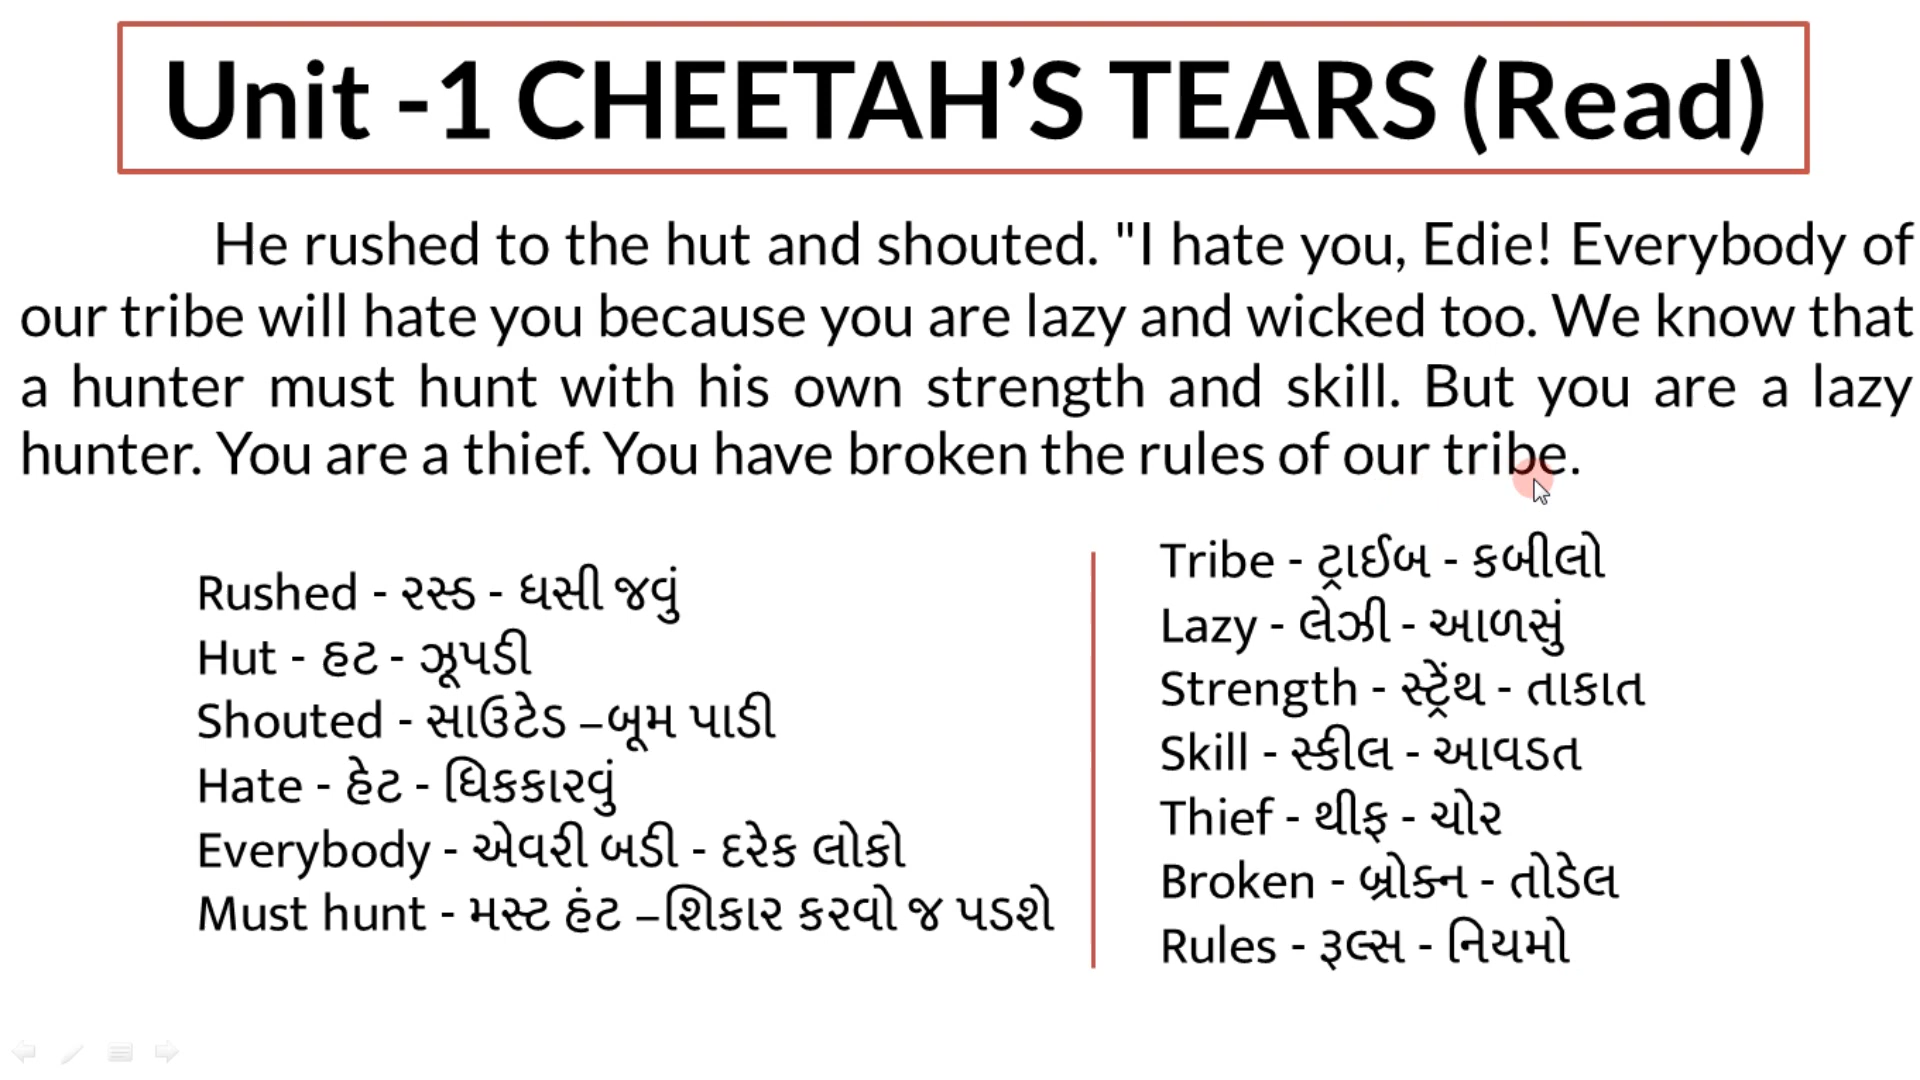 Unit -1 CHEETAH’S TEARS (Read)
He rushed to the hut and shouted. "I hate you, Edie! Everybody of
our tribe will hate you because you are lazy and wicked too. We know that
a hunter must hunt with his own strength and skill. But you are a lazy
hunter. You are a thief. You have broken the rules of our tribe.
Rushed - રસ્ડ - ધસી જવું
Hut - હટ - ઝૂપડી
Shouted - સાઉટેડ –બૂમ પાડી
Hate - હેટ - ધિકકારવું
Everybody - એવરી બડી - દરેક લોકો
Must hunt - મસ્ટ હંટ –શિકાર કરવો જ પડશે
Tribe - ટ્રાઈબ - કબીલો
Lazy - લેઝી - આળસું
Strength - સ્ટ્રેંથ - તાકાત
Skill - સ્કીલ - આવડત
Thief - થીફ - ચોર
Broken - બ્રોક્ન - તોડેલ
Rules - રૂલ્સ - નિયમો